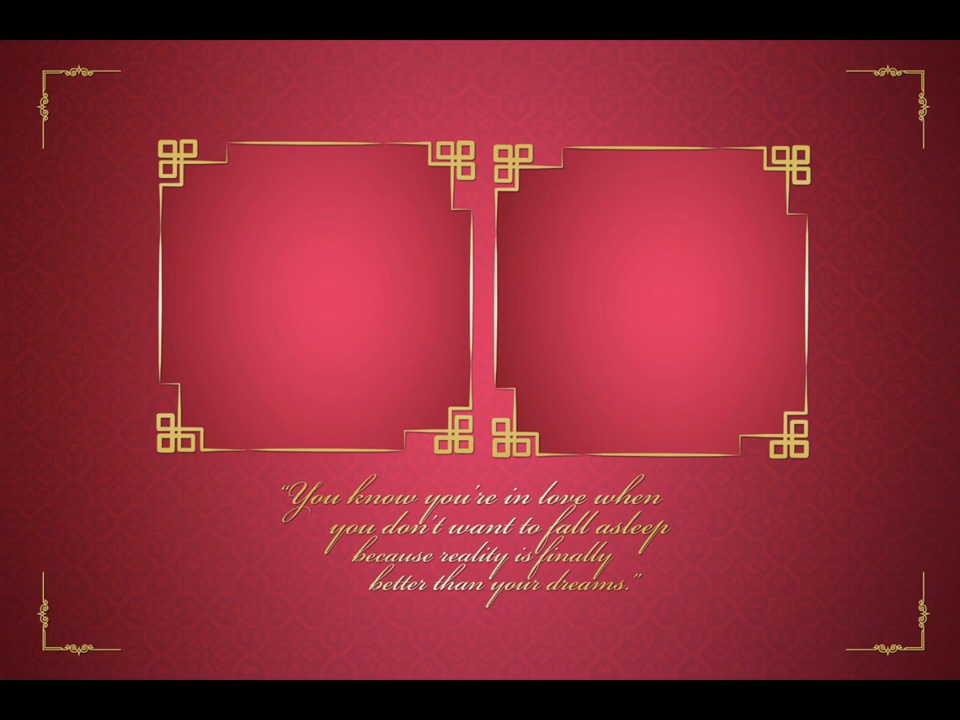 “You know you're in love when
you don't want to fall asleep
because reality is finally
better than your dreams.”